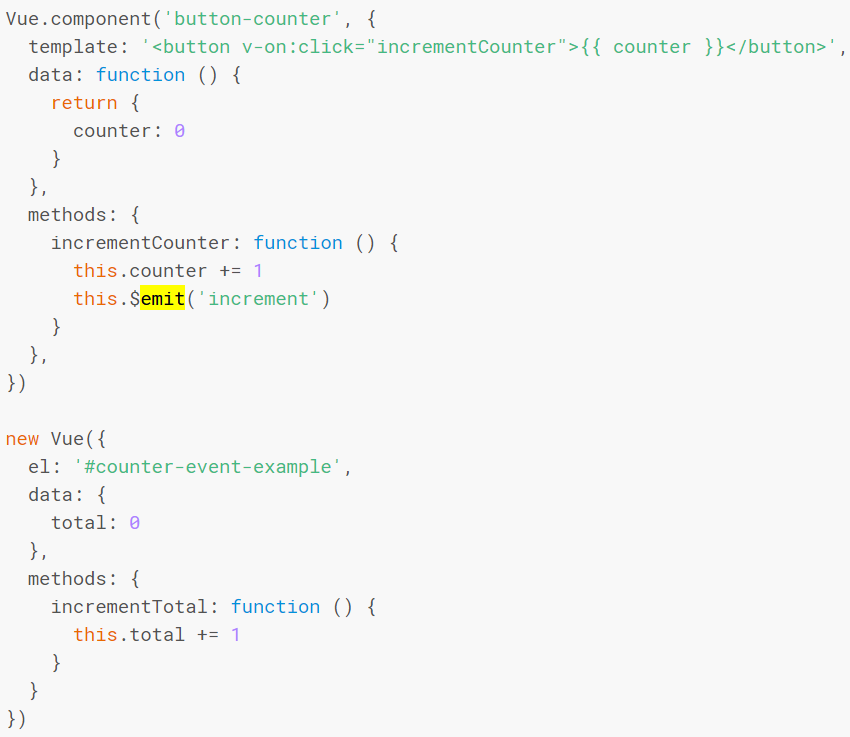 Vue.component('button-counter', {
  template: '<button v-on:click="incrementCounter">{{ counter }}</button>',
  data: function () {
    return {
      counter: 0
    }
  },
  methods: {
    incrementCounter: function () {
      this.counter += 1
      this.$emit('increment')
    }
  },
})

new Vue({
  el: '#counter-event-example',
  data: {
    total: 0
  },
  methods: {
    incrementTotal: function () {
      this.total += 1
    }
  }
})